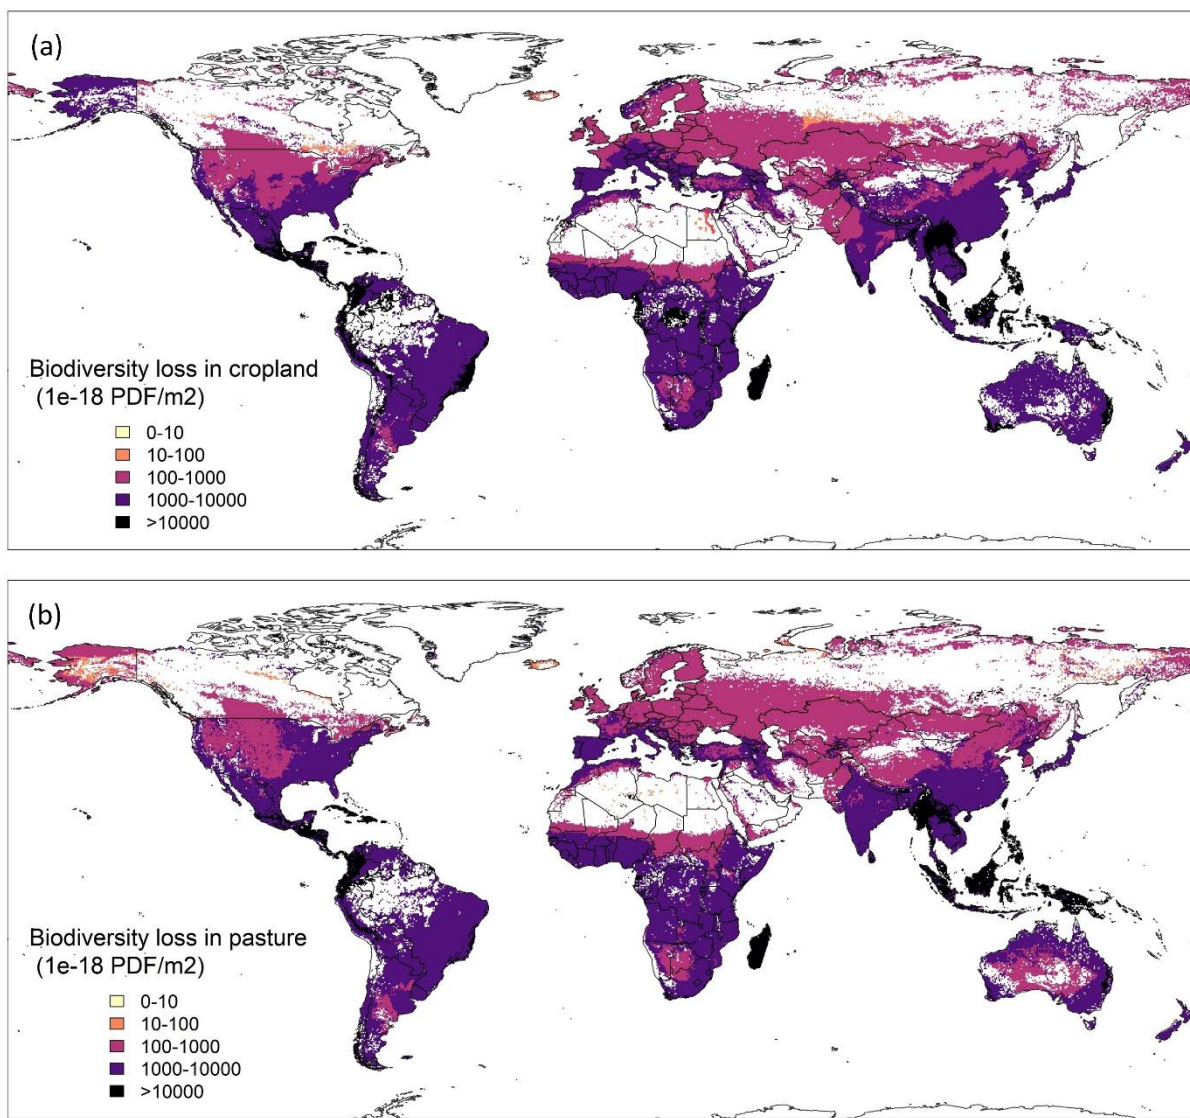 (a)
Biodiversity loss in cropland
(1e-18 PDF/m2)
0-10
10-100
100-1000
1000-10000
>10000
(b)
Biodiversity loss in pasture
(1e-18 PDF/m2)
0-10
10-100
100-1000
1000-10000
>10000